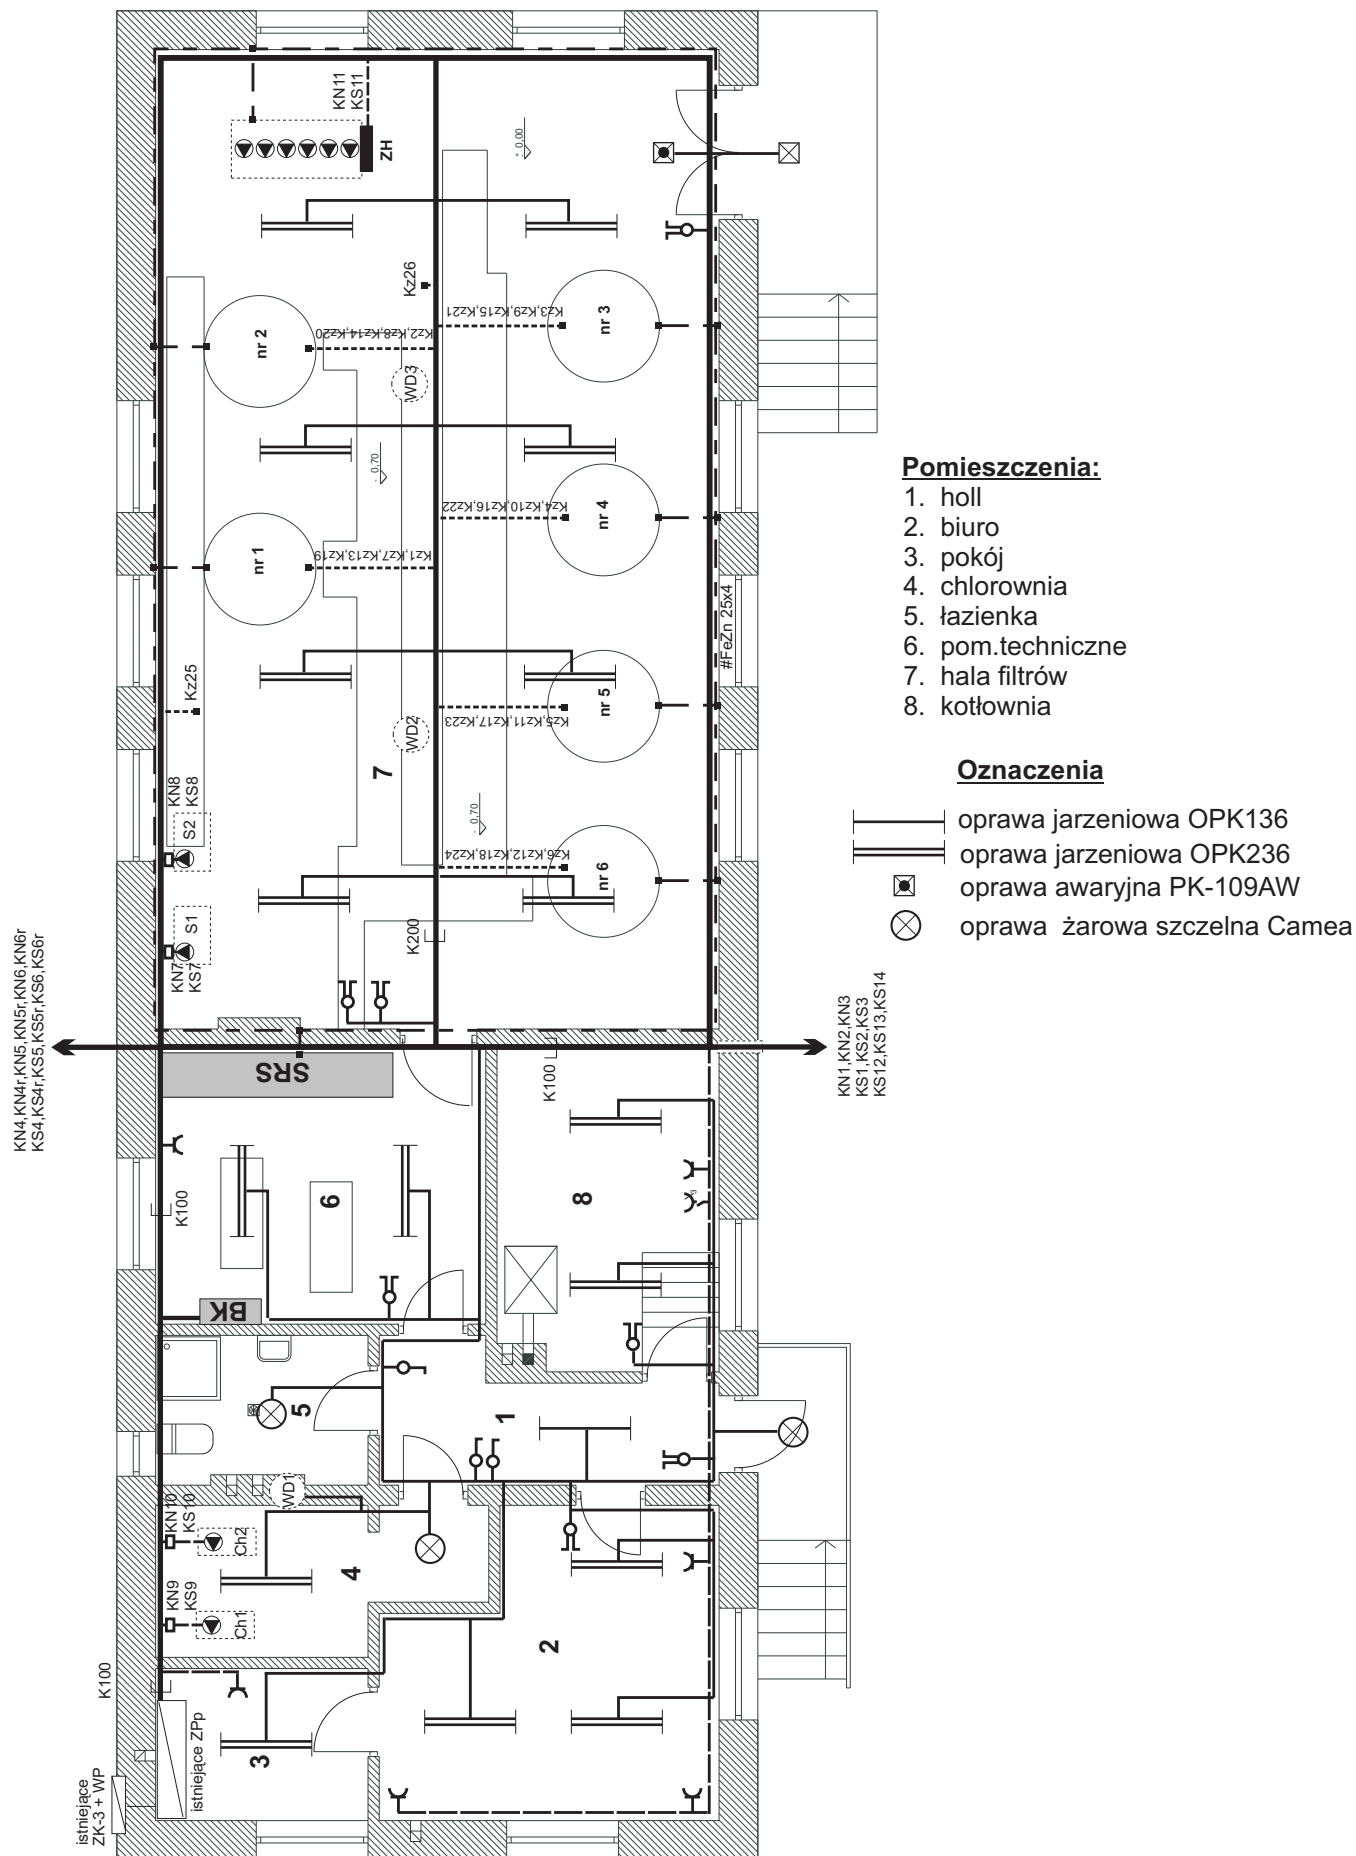 KN11
KS11
ZH
± 0,00
Kz26
nr 2
nr 3
Kz2,Kz8,Kz14,Kz20
Kz3,Kz9,Kz15,Kz21
WD3
- 0,70
nr 1
nr 4
Kz1,Kz7,Kz13,Kz19
Kz4,Kz10,Kz16,Kz22
#FeZn 25x4
Kz25
nr 5
Kz5,Kz11,Kz17,Kz23
WD2
7
KN8
KS8
S2
- 0,70
Kz6,Kz12,Kz18,Kz24
nr 6
S1
KN7
KS7
K200
KN4,KN4r,KN5,KN5r,KN6,KN6r
KS4,KS4r,KS5,KS5r,KS6,KS6r
KN1,KN2,KN3
KS1,KS2,KS3
KS12,KS13,KS14
SRS
K100
K100
6
8
BK
5
1
WD1
KN10
KS10
Ch2
4
KN9
KS9
Ch1
2
K100
istniejące ZPp
3
istniejące
ZK-3 + WP
Pomieszczenia:
1. holl
2. biuro
3. pokój
4. chlorownia
5. łazienka
6. pom.techniczne
7. hala filtrów
8. kotłownia
Oznaczenia
oprawa jarzeniowa OPK136
oprawa jarzeniowa OPK236
oprawa awaryjna PK-109AW
oprawa żarowa szczelna Camea